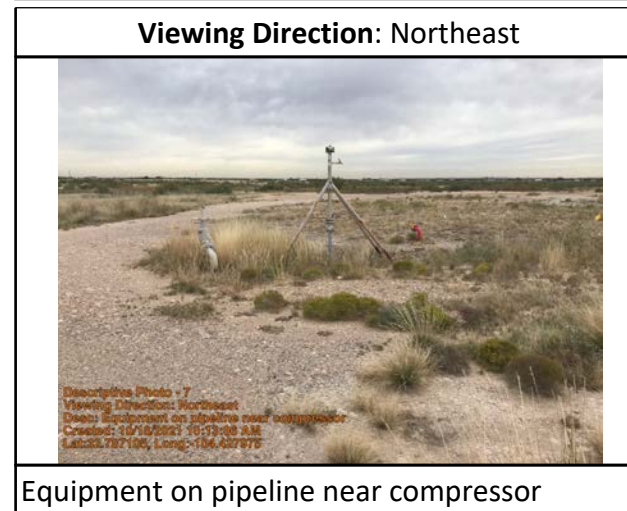 Viewing Direction: Northeast
Descriptive Photo - 7
Viewing Direction: Northeast
Desc: Equipment on pipeline near compressor
Created:
Equipment on pipeline near compressor